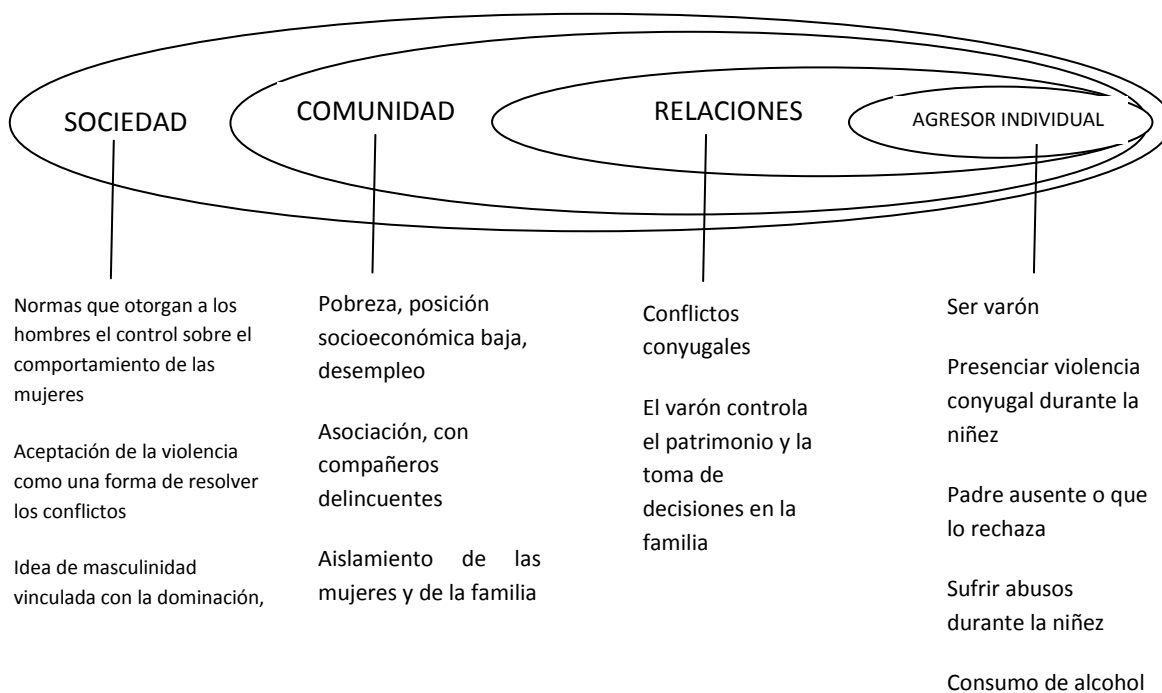 SOCIEDAD
COMUNIDAD
RELACIONES
AGRESOR INDIVIDUAL
Normas que otorgan a los
hombres el control sobre el
comportamiento de las
mujeres
Aceptación de la violencia
como una forma de resolver
los conflictos
Idea de masculinidad
vinculada con la dominación,
Pobreza, posición
socioeconómica baja,
desempleo
Asociación, con
compañeros
delincuentes
Aislamiento de las
mujeres y de la familia
Conflictos
conyugales
El varón controla
el patrimonio y la
toma de
decisiones en la
familia
Ser varón
Presenciar violencia
conyugal durante la
niñez
Padre ausente o que
lo rechaza
Sufrir abusos
durante la niñez
Consumo de alcohol